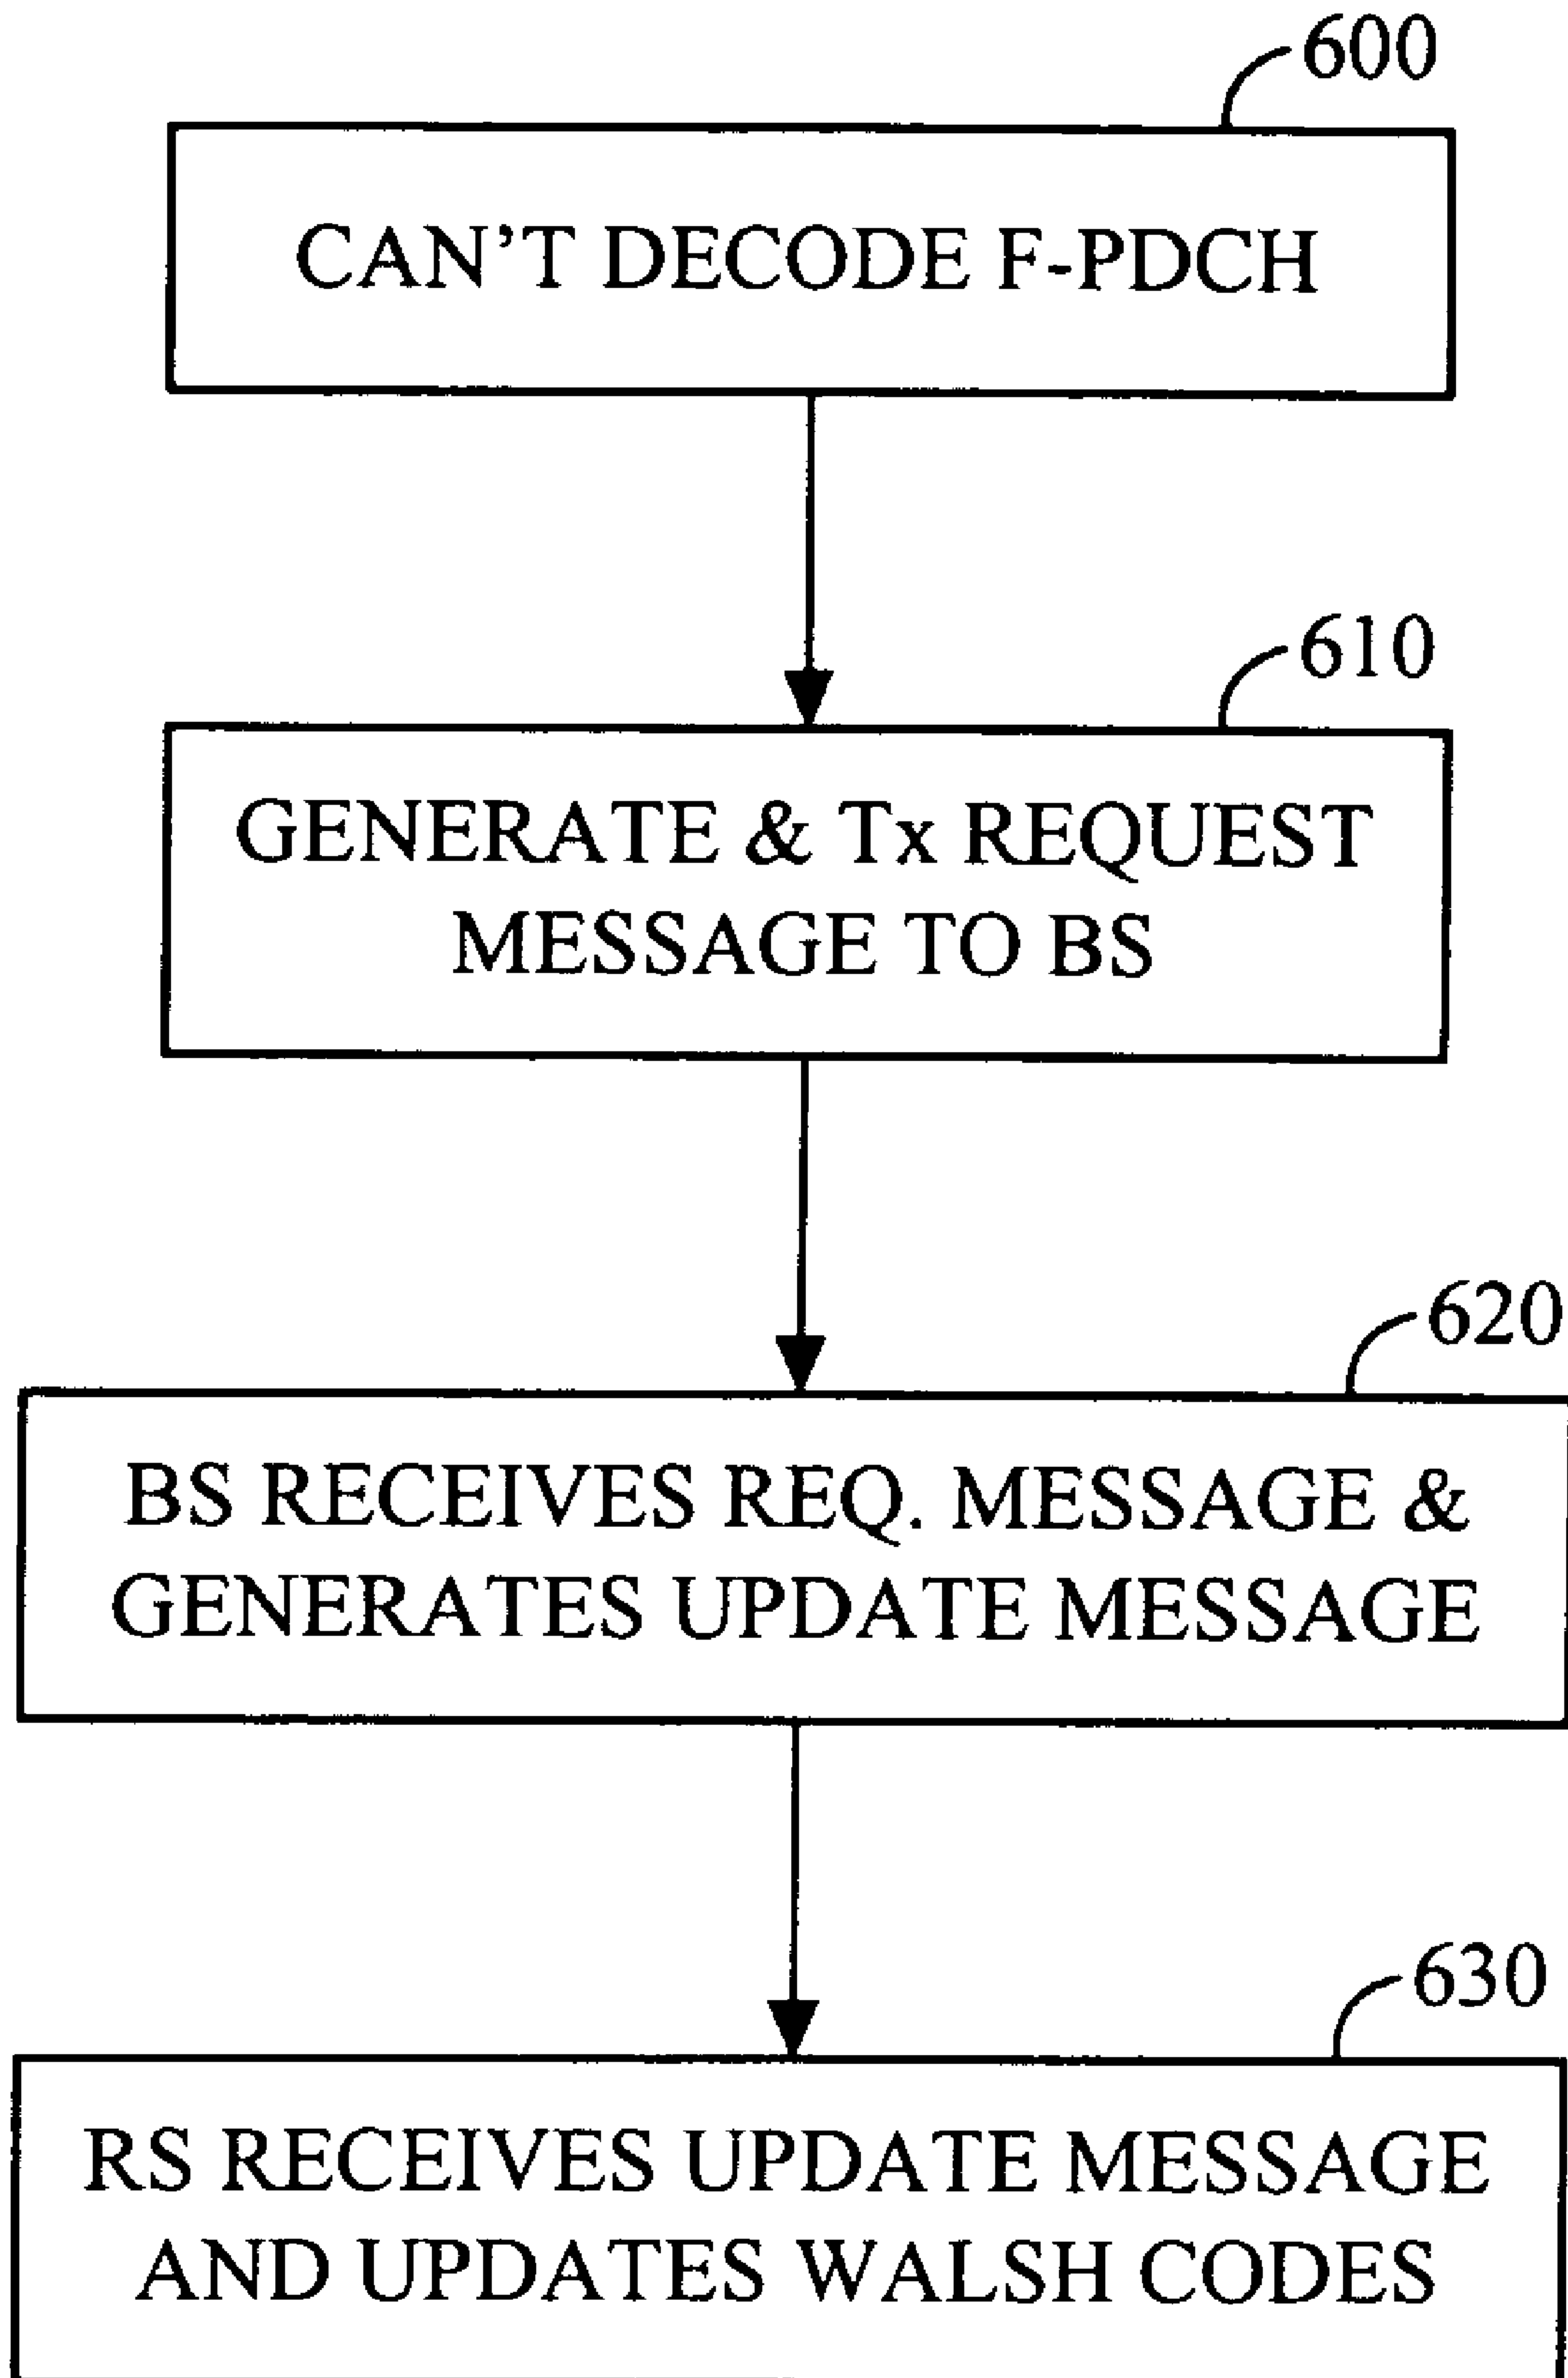 600
CAN'T DECODE F-PDCH
610
GENERATE & Tx REQUEST
MESSAGE TO BS
620
BS RECEIVES REQ. MESSAGE &
GENERATES UPDATE MESSAGE
630
RS RECEIVES UPDATE MESSAGE
AND UPDATES WALSH CODES